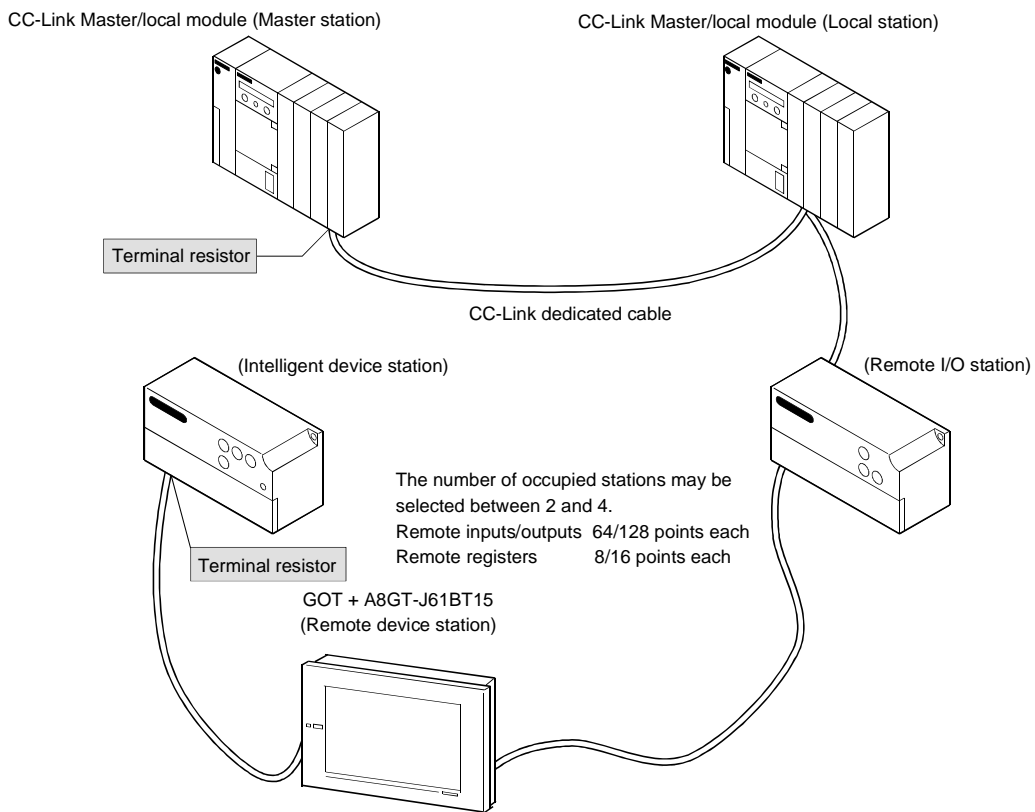 CC-Link Master/local module (Master station)
CC-Link Master/local module (Local station)
Terminal resistor
CC-Link dedicated cable
(Intelligent device station)
(Remote I/O station)
The number of occupied stations may be
selected between 2 and 4.
Remote inputs/outputs 64/128 points each
Remote registers 8/16 points each
Terminal resistor
GOT + A8GT-J61BT15
(Remote device station)